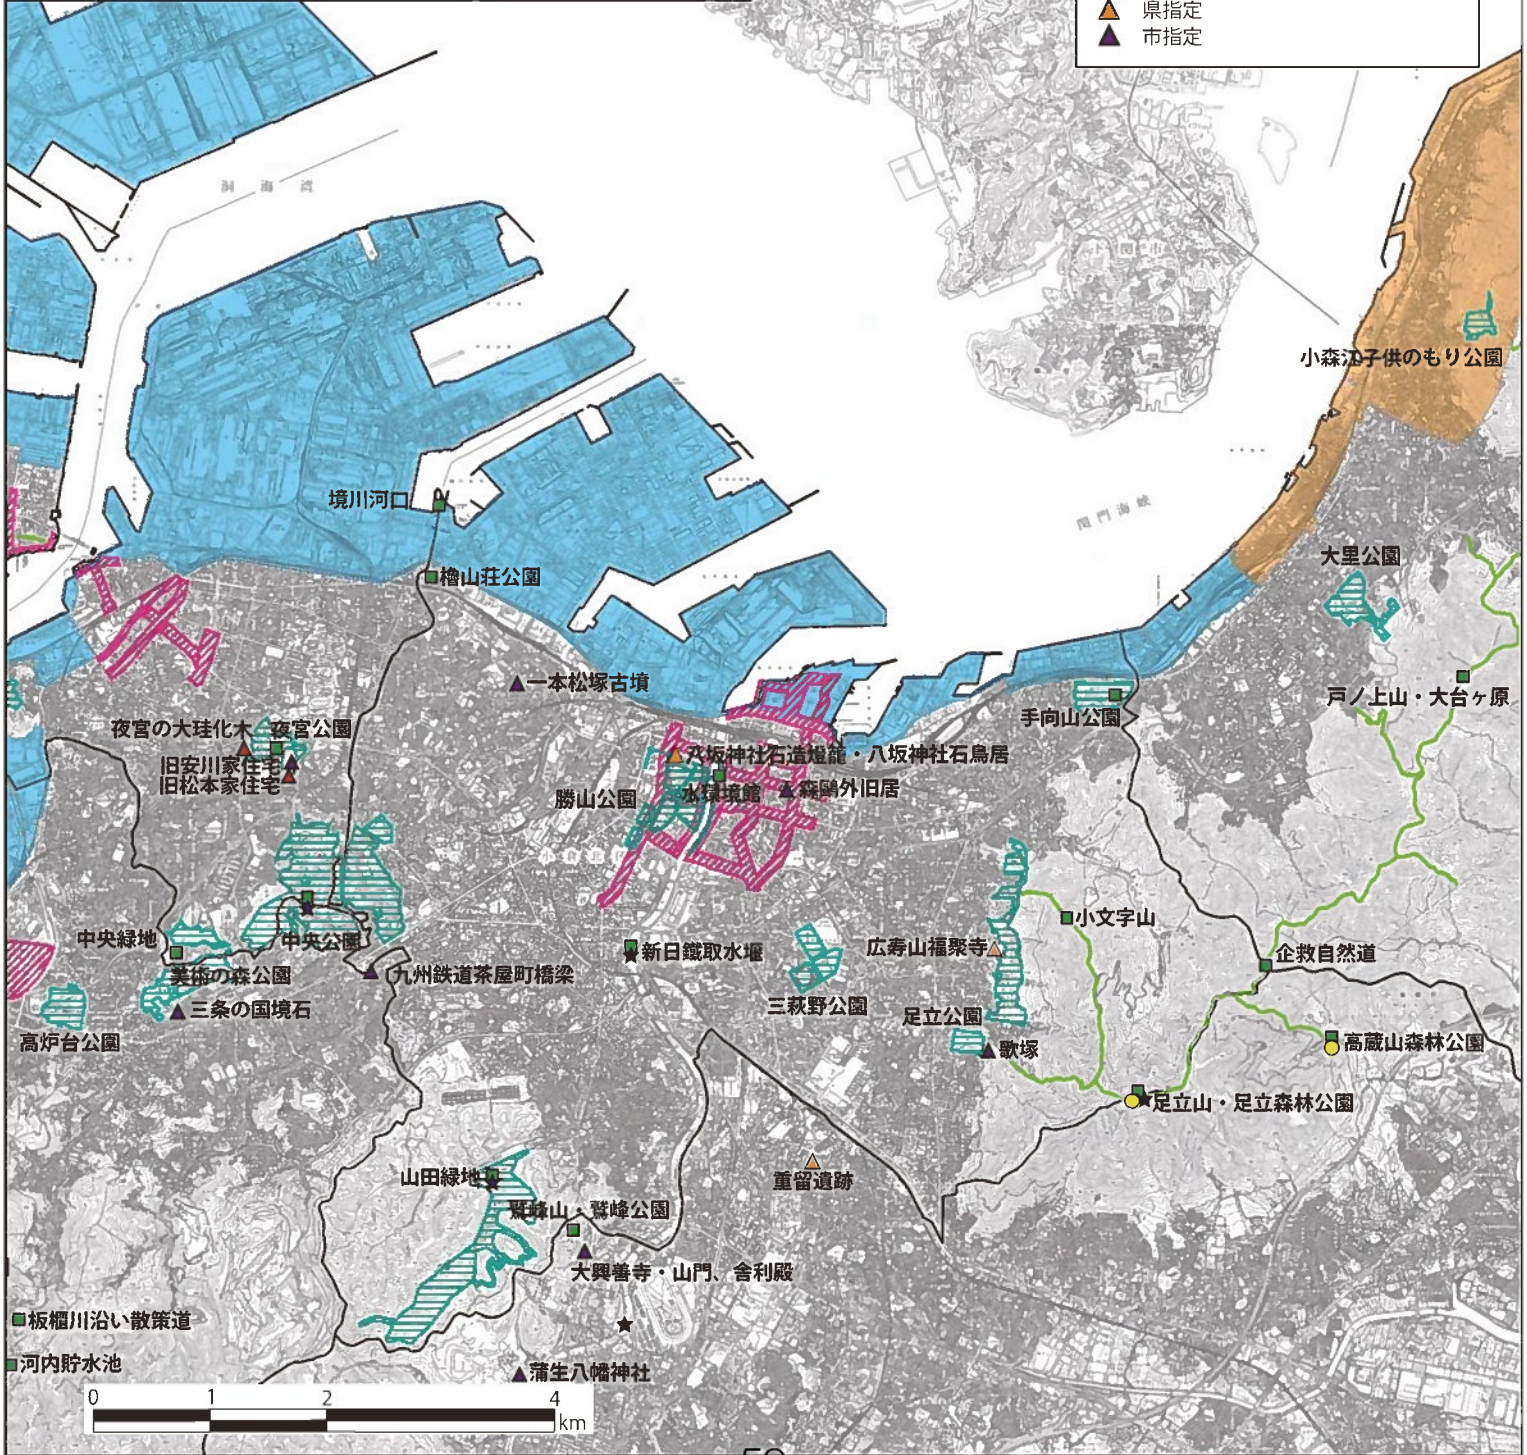 県指定
市指定
洞海湾
下関市
小森江子供のもり公園
境川河口
関門海峡
大里公園
櫓山荘公園
一本松塚古墳
戸ノ上山・大台ヶ原
手向山公園
夜宮の大珪化木
夜宮公園
旧安川家住宅
旧松本家住宅
八坂神社石造燈籠・八坂神社石鳥居
水環境館
森鷗外旧居
勝山公園
小倉北
小文字山
中央緑地
中央公園
新日鐵取水堰
広寿山福聚寺
企救自然道
美術の森公園
九州鉄道茶屋町橋梁
三条の国境石
三萩野公園
足立公園
高炉台公園
歌塚
高蔵山森林公園
足立山・足立森林公園
山田緑地
重留遺跡
鷲峰山・鷲峰公園
大興善寺・山門、舎利殿
板櫃川沿い散策道
河内貯水池
蒲生八幡神社
0 1 2 4
km